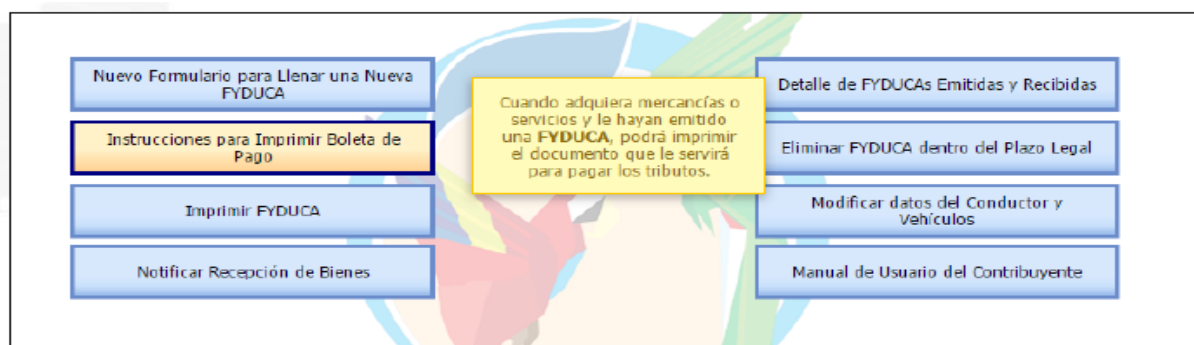 Nuevo Formulario para Llenar una Nueva
FYDUCA
Instrucciones para Imprimir Boleta de
Pago
Imprimir FYDUCA
Notificar Recepción de Bienes
Cuando adquiera mercancías o
servicios y le hayan emitido
una FYDUCA, podrá imprimir
el documento que le servirá
para pagar los tributos.
Detalle de FYDUCAs Emitidas y Recibidas
Eliminar FYDUCA dentro del Plazo Legal
Modificar datos del Conductor y
Vehículos
Manual de Usuario del Contribuyente